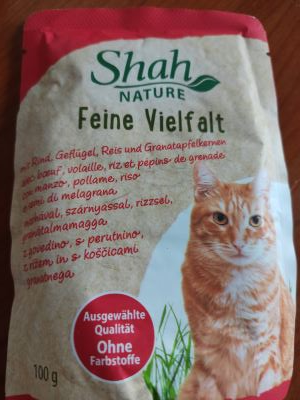 Shah
NATURE
Feine Vielfalt
mit Rind, Geflügel, Reis und Granatapfelkernen
avec bœuf, volaille, riz et pépins de grenade
con manzo, pollame, riso
e semi di melagrana
marhával, szárnyassal, rizzsel,
gránátalmamagga
z govedino, s perutnino,
z rižem in s koščicami
granatnega
Ausgewählte
Qualität
Ohne
Farbstoffe
100 g